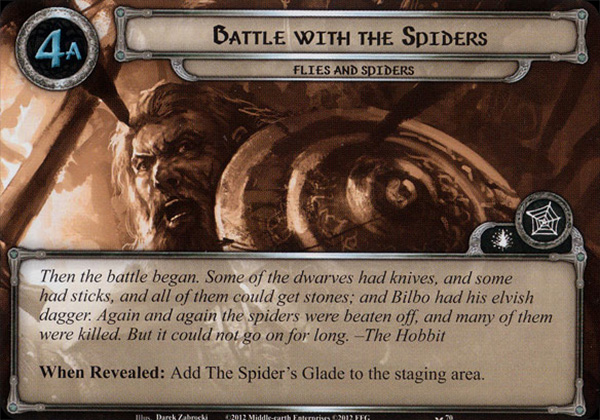 4A
BATTLE WITH THE SPIDERS
FLIES AND SPIDERS
Then the battle began. Some of the dwarves had knives, and some
had sticks, and all of them could get stones; and Bilbo had his elvish
dagger. Again and again the spiders were beaten off, and many of them
were killed. But it could not go on for long. –The Hobbit
When Revealed: Add The Spider's Glade to the staging area.
Illus. Darek Zabrocki ©2012 Middle-earth Enterprises ©2012 FFG 70